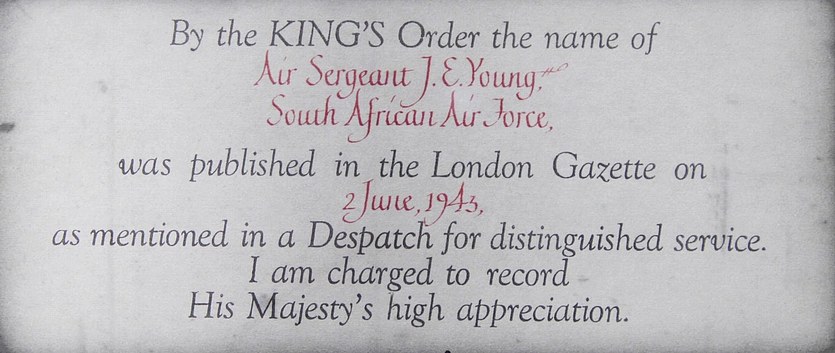 By the KING'S Order the name of
Air Sergeant J.E.Young,
South African Air Force,
was published in the London Gazette on
2 June, 1943,
as mentioned in a Despatch for distinguished service.
I am charged to record
His Majesty's high appreciation.